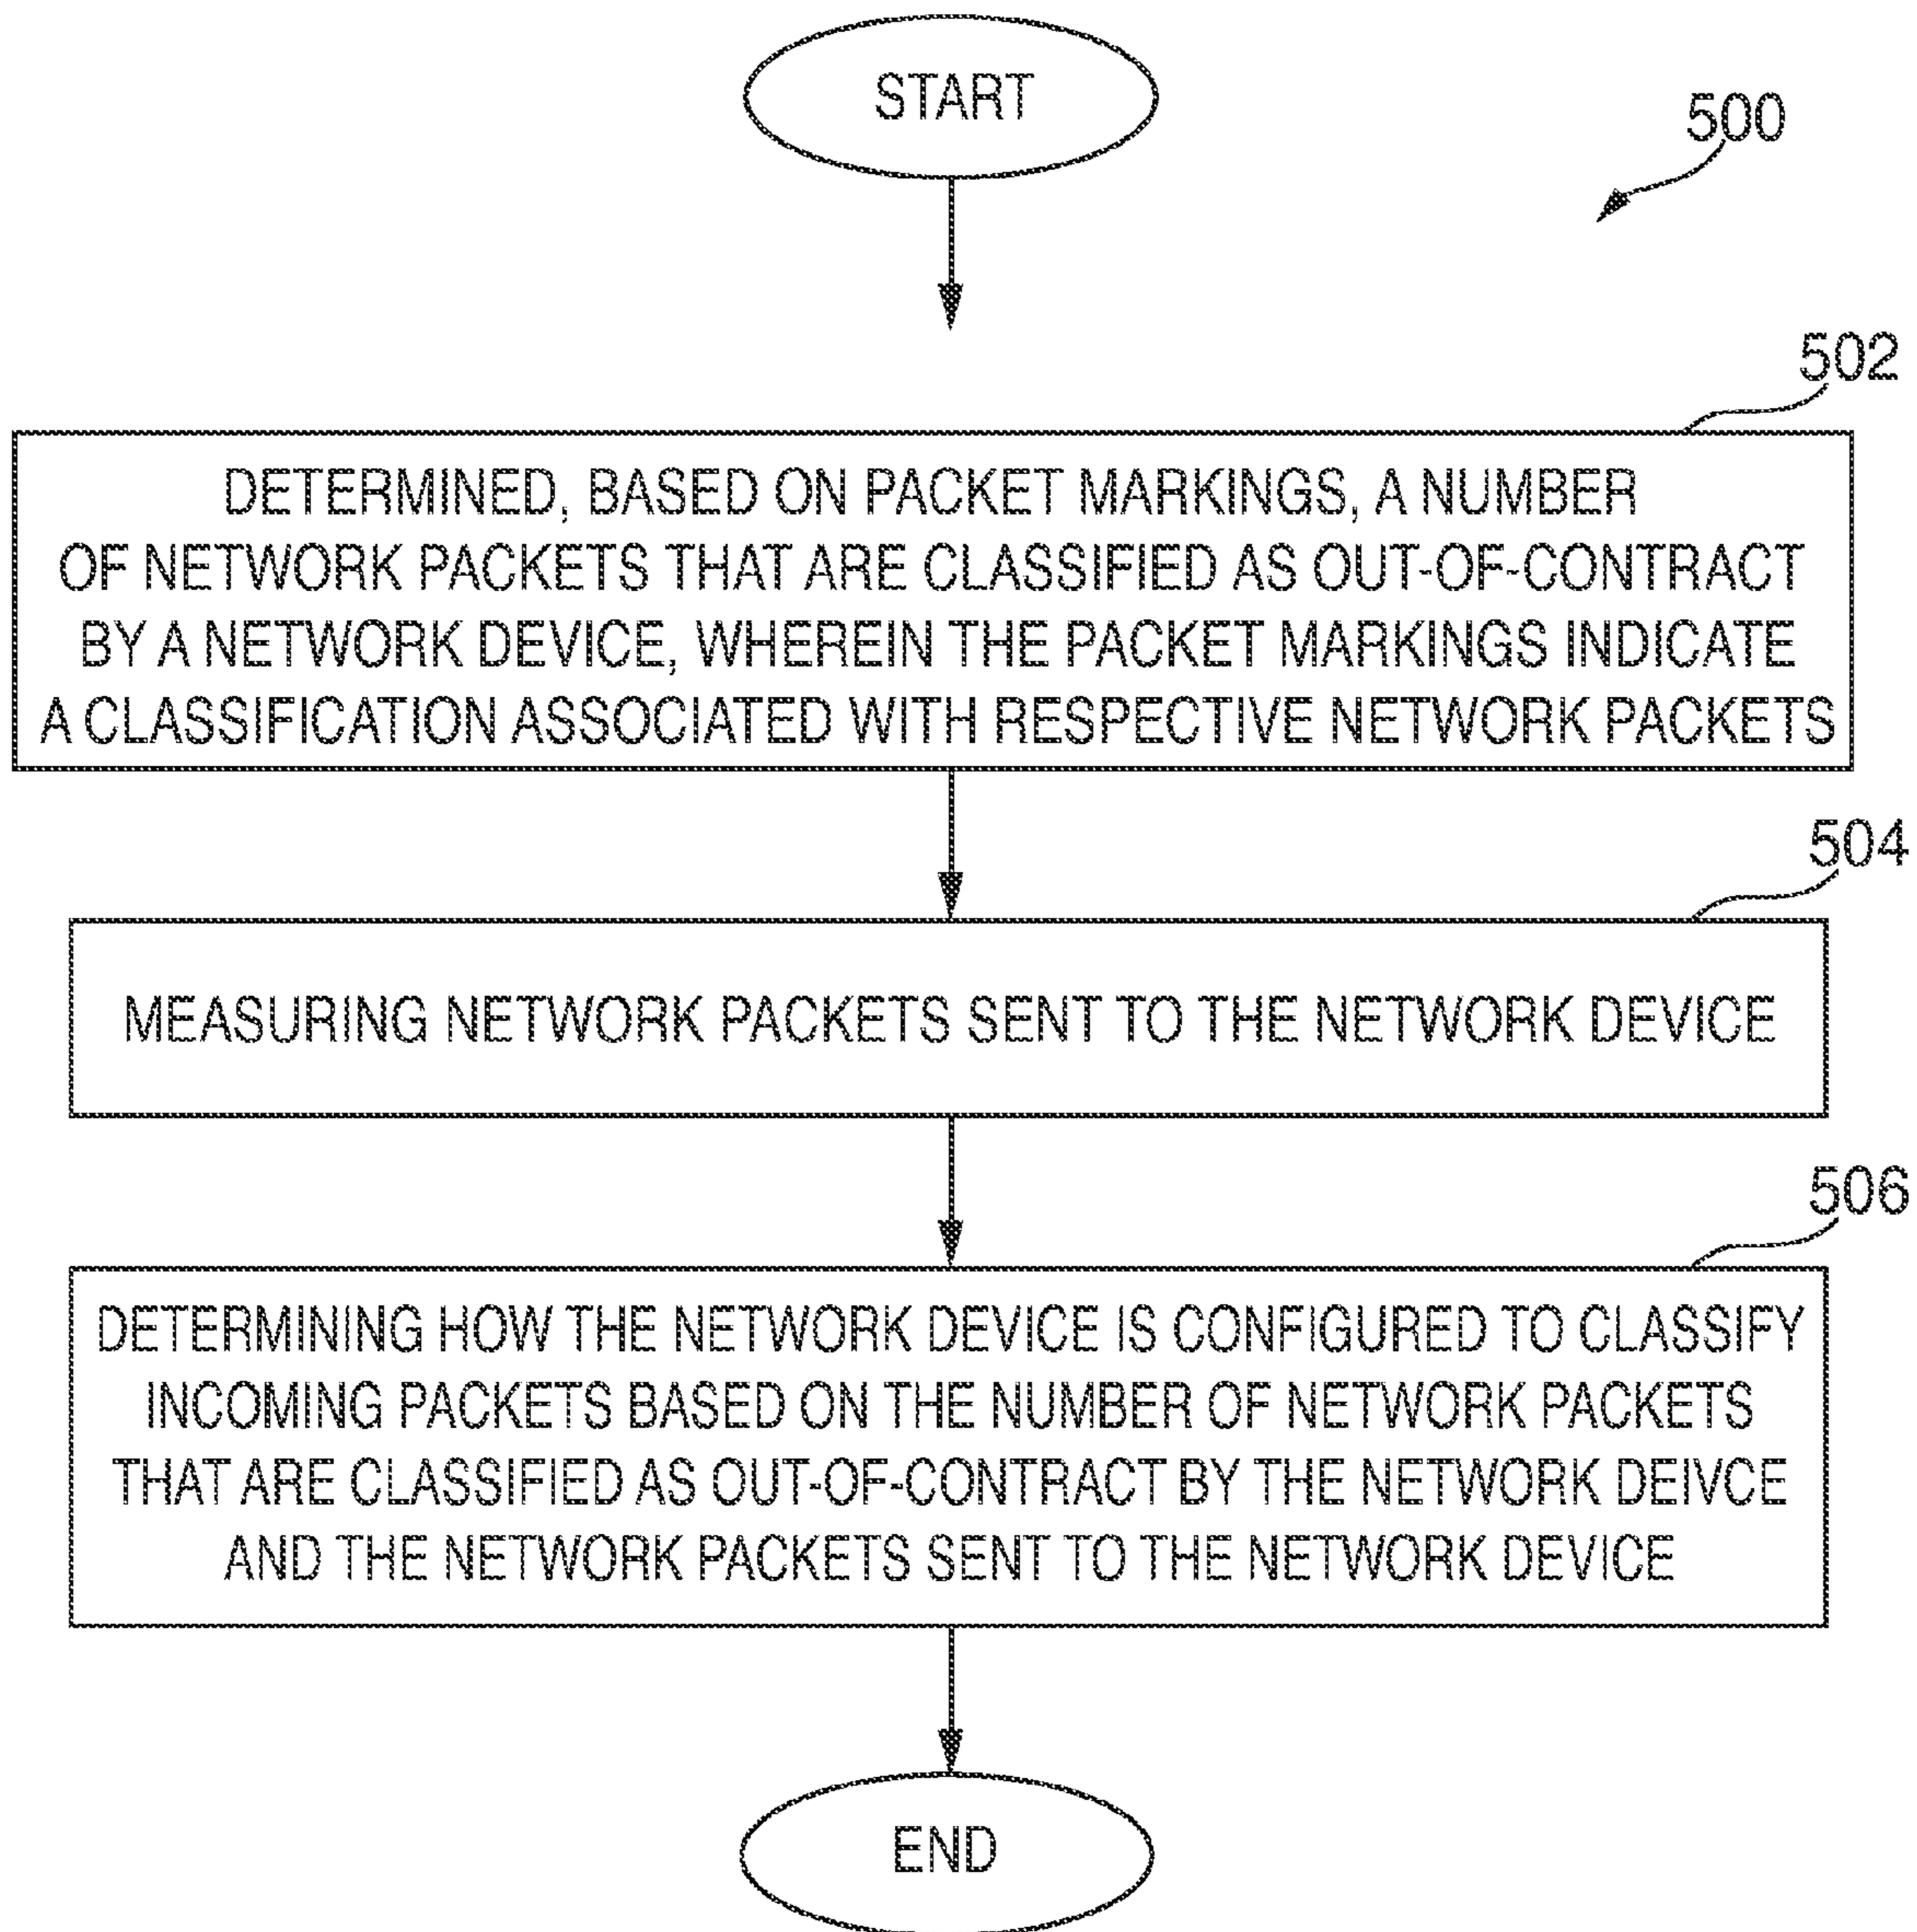 START
500
502
DETERMINED, BASED ON PACKET MARKINGS, A NUMBER
OF NETWORK PACKETS THAT ARE CLASSIFIED AS OUT-OF-CONTRACT
BY A NETWORK DEVICE, WHEREIN THE PACKET MARKINGS INDICATE
A CLASSIFICATION ASSOCIATED WITH RESPECTIVE NETWORK PACKETS
504
MEASURING NETWORK PACKETS SENT TO THE NETWORK DEVICE
506
DETERMINING HOW THE NETWORK DEVICE IS CONFIGURED TO CLASSIFY
INCOMING PACKETS BASED ON THE NUMBER OF NETWORK PACKETS
THAT ARE CLASSIFIED AS OUT-OF-CONTRACT BY THE NETWORK DEIVCE
AND THE NETWORK PACKETS SENT TO THE NETWORK DEVICE
END